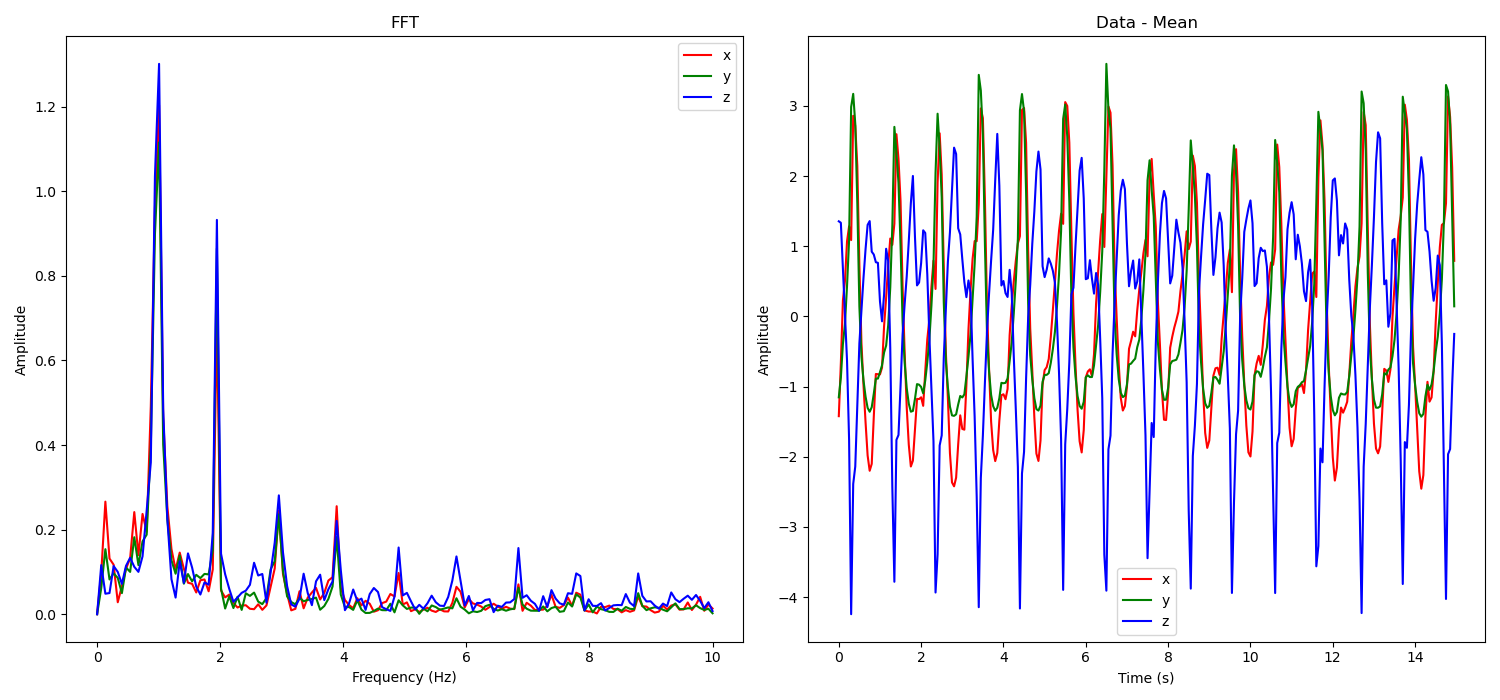 FFT
x
y
z
1.2
1.0
0.8
0.6
0.4
0.2
0.0
Amplitude
0 2 4 6 8 10
Frequency (Hz)
Data - Mean
3
2
1
0
−1
−2
−3
−4
Amplitude
x
y
z
0 2 4 6 8 10 12 14
Time (s)